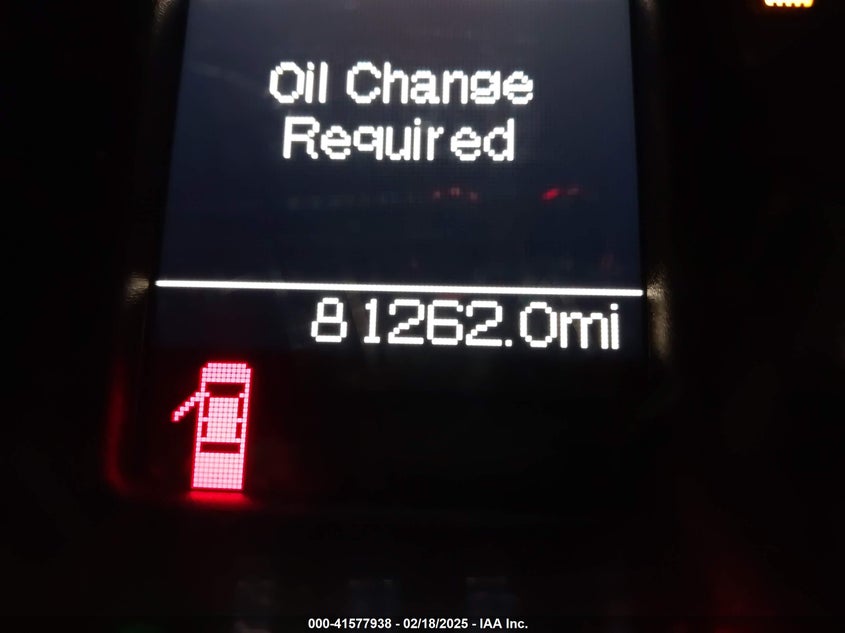 Oil Change
Required
81262.0mi
000-41577938 - 02/18/2025 - IAA Inc.